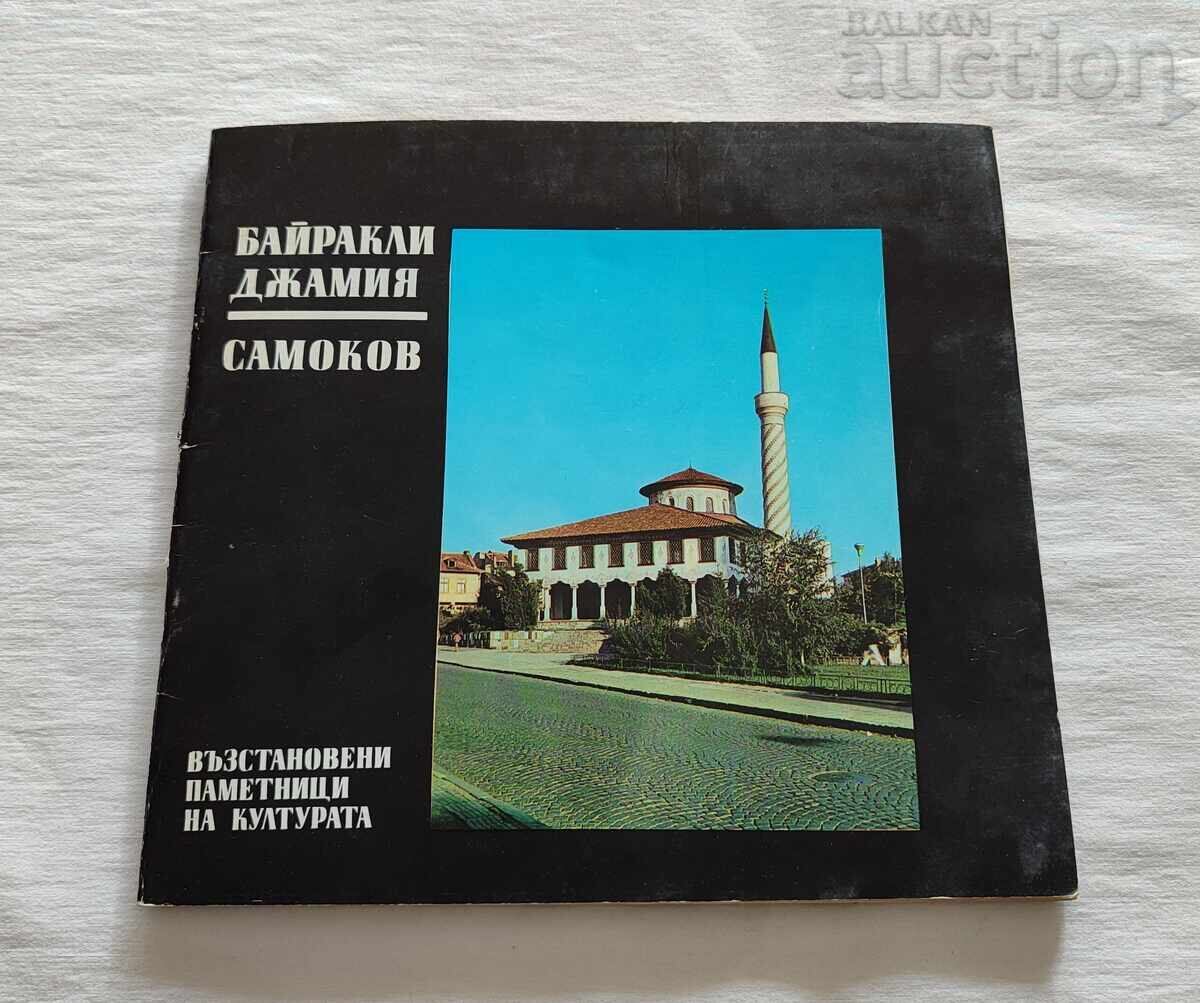 BALKAN
auction
БАЙРАКЛИ
ДЖАМИЯ
САМОКОВ
ВЪЗСТАНОВЕНИ
ПАМЕТНИЦИ
НА КУЛТУРАТА